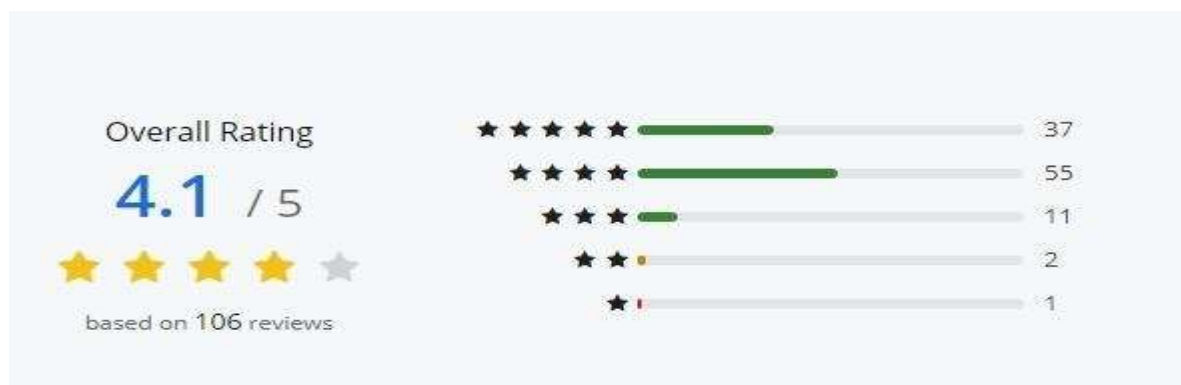 Overall Rating
4.1 / 5
based on 106 reviews
37
55
11
2
1